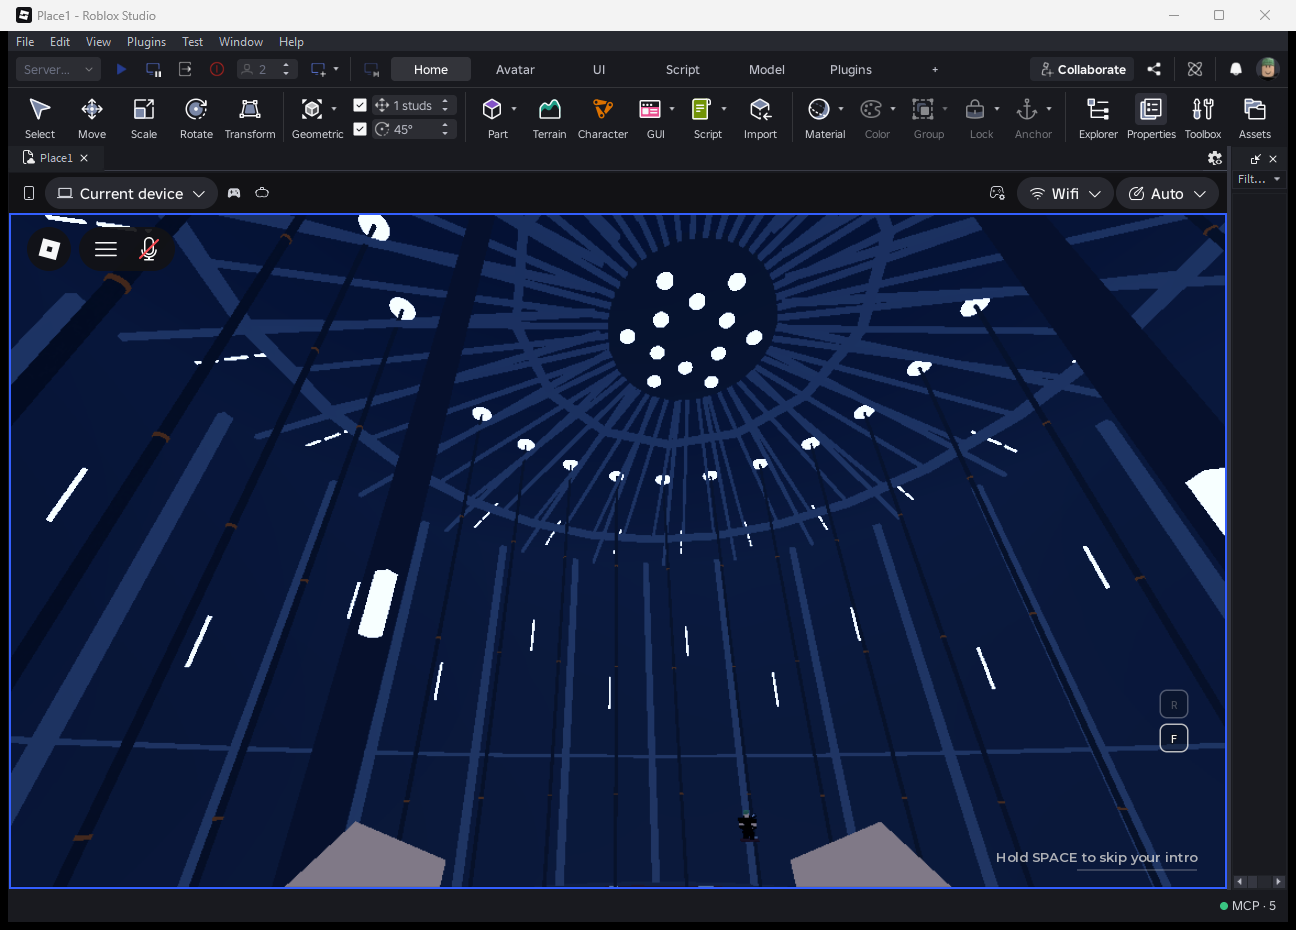 Place1 - Roblox Studio
File Edit View Plugins Test Window Help
Server... 2 Home Avatar UI Script Model Plugins + Collaborate
1 studs
45°
Select Move Scale Rotate Transform Geometric Part Terrain Character GUI Script Import Material Color Group Lock Anchor Explorer Properties Toolbox Assets
Place1
Filt...
Current device Wifi Auto
R
F
Hold SPACE to skip your intro
MCP · 5